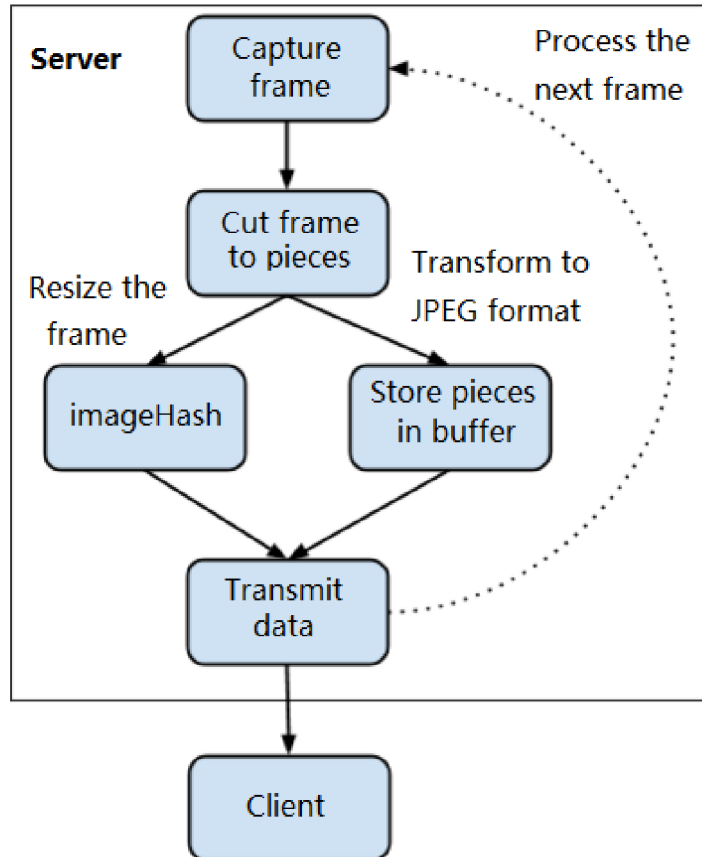 Server
Capture
frame
Process the
next frame
Cut frame
to pieces
Resize the
frame
Transform to
JPEG format
imageHash
Store pieces
in buffer
Transmit
data
Client